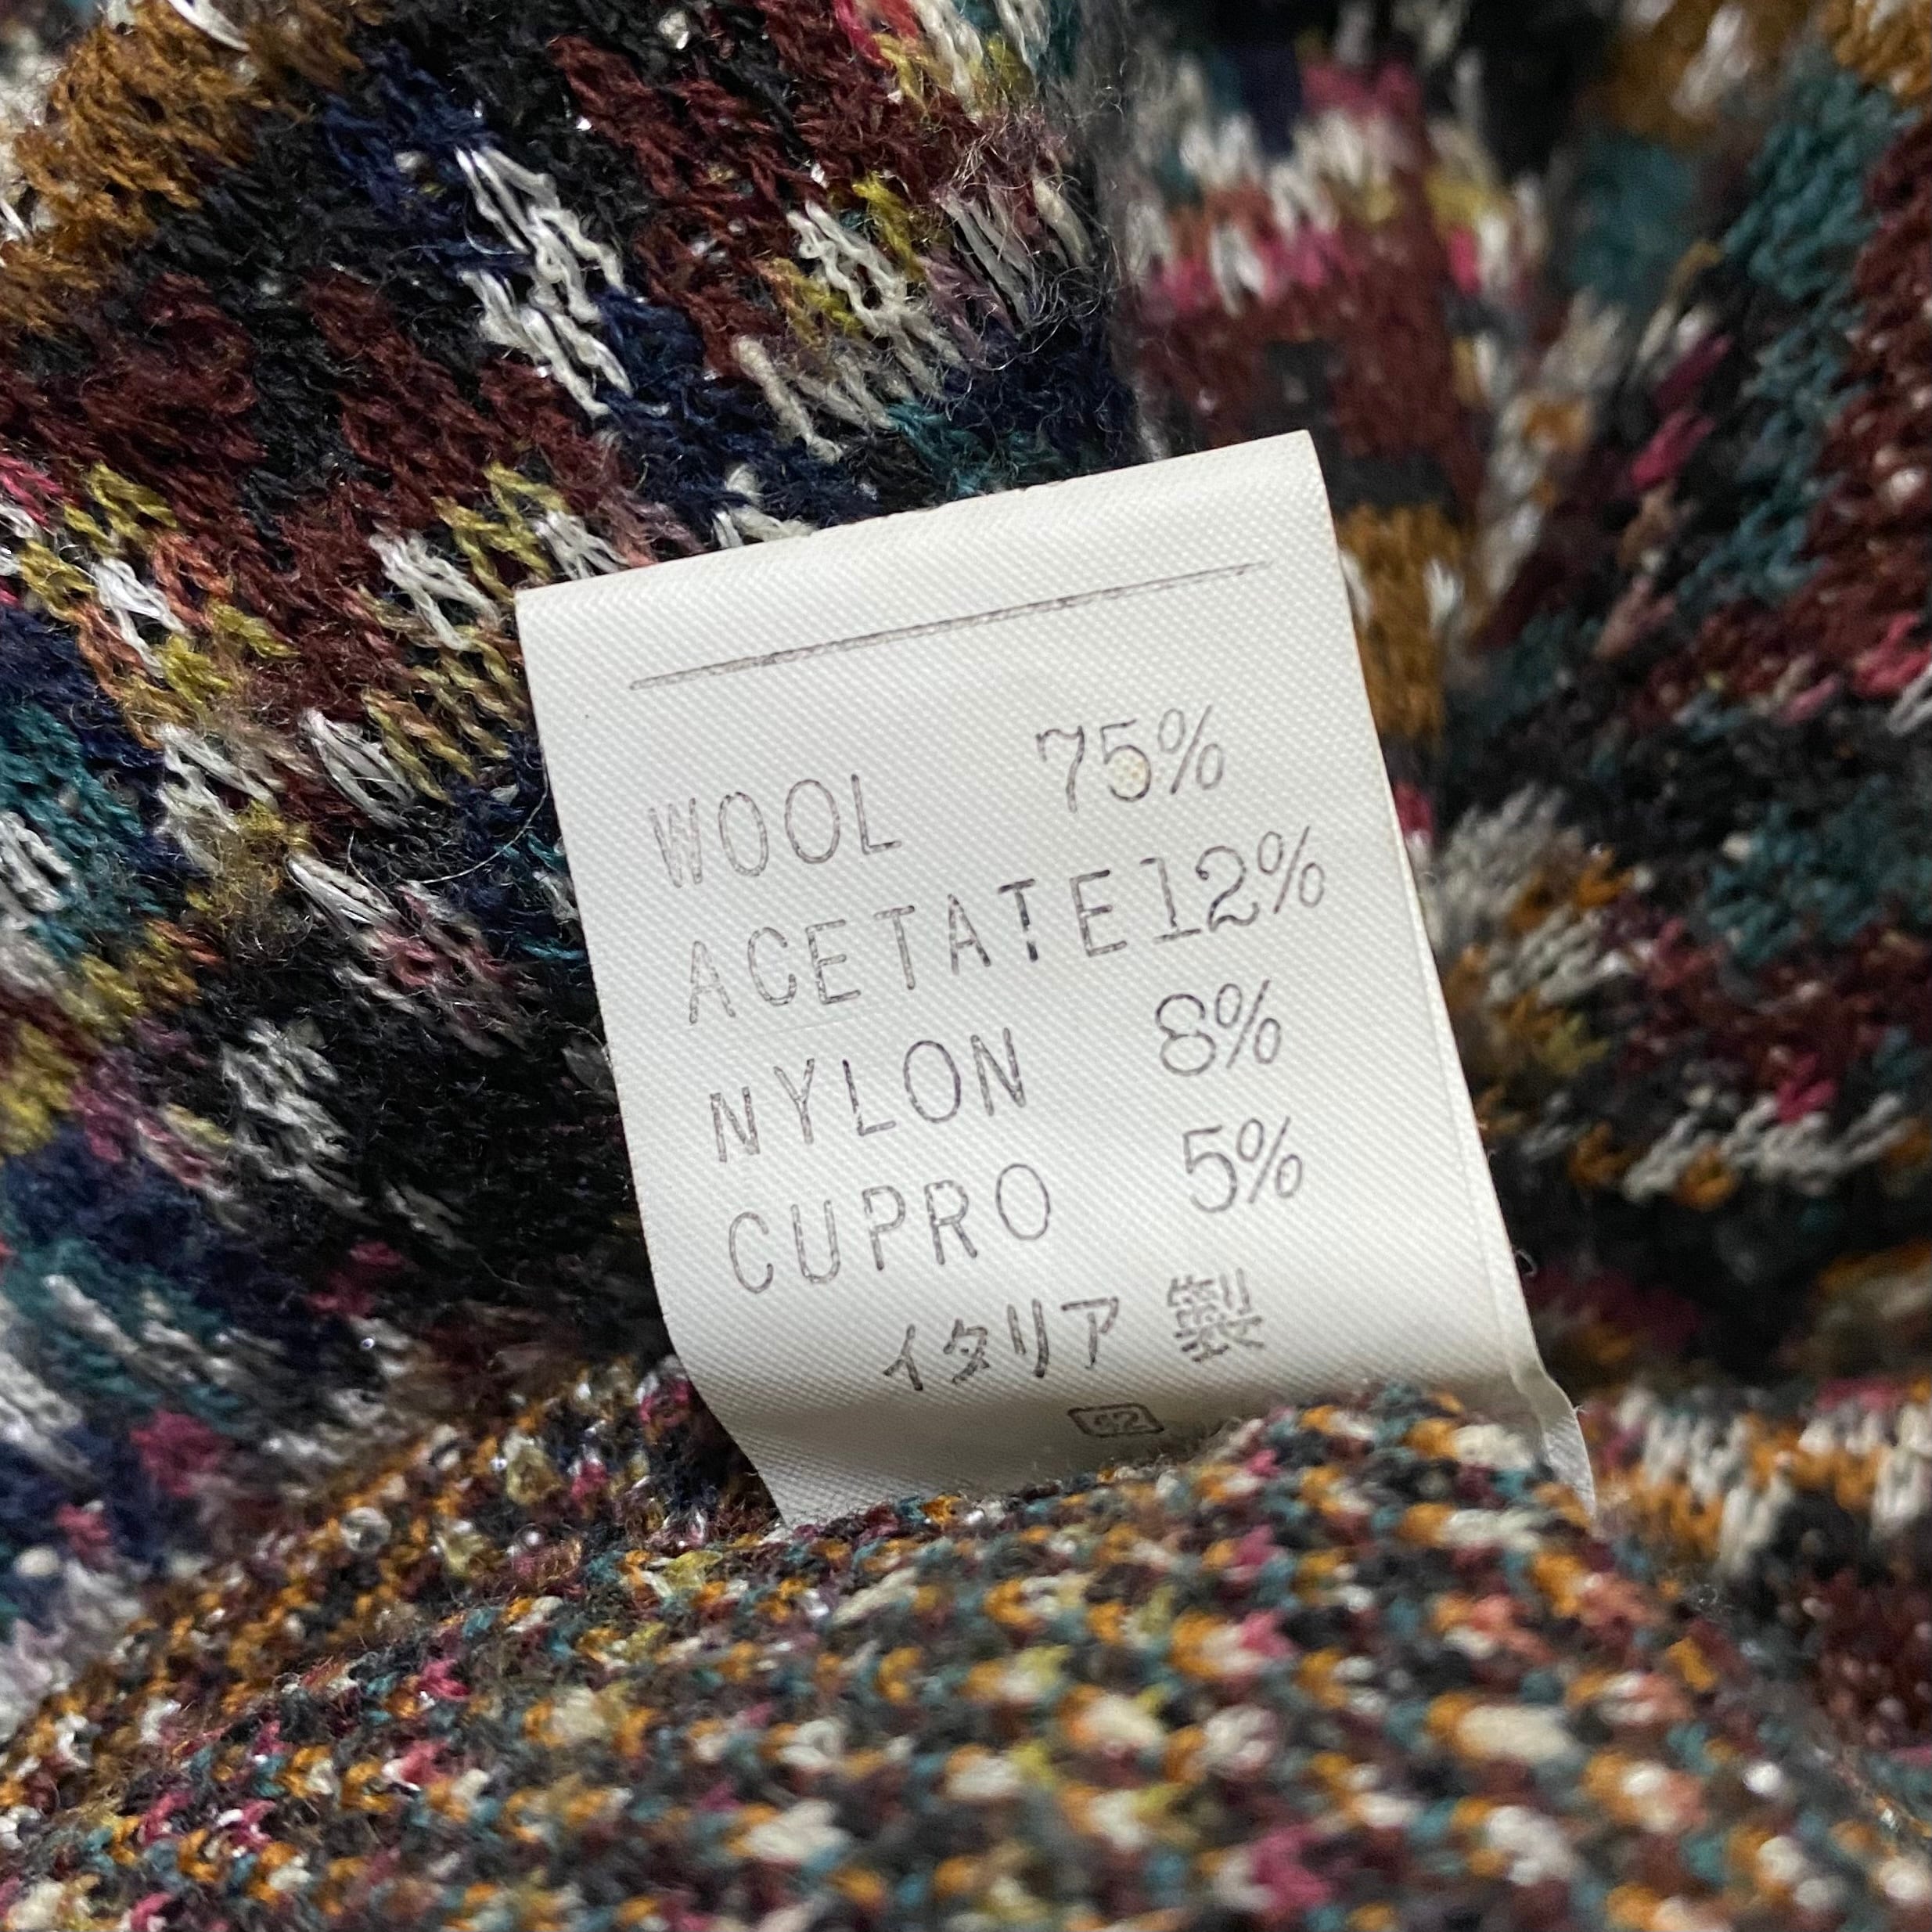 WOOL 75%
ACETATE 12%
NYLON 8%
CUPRO 5%
イタリア製